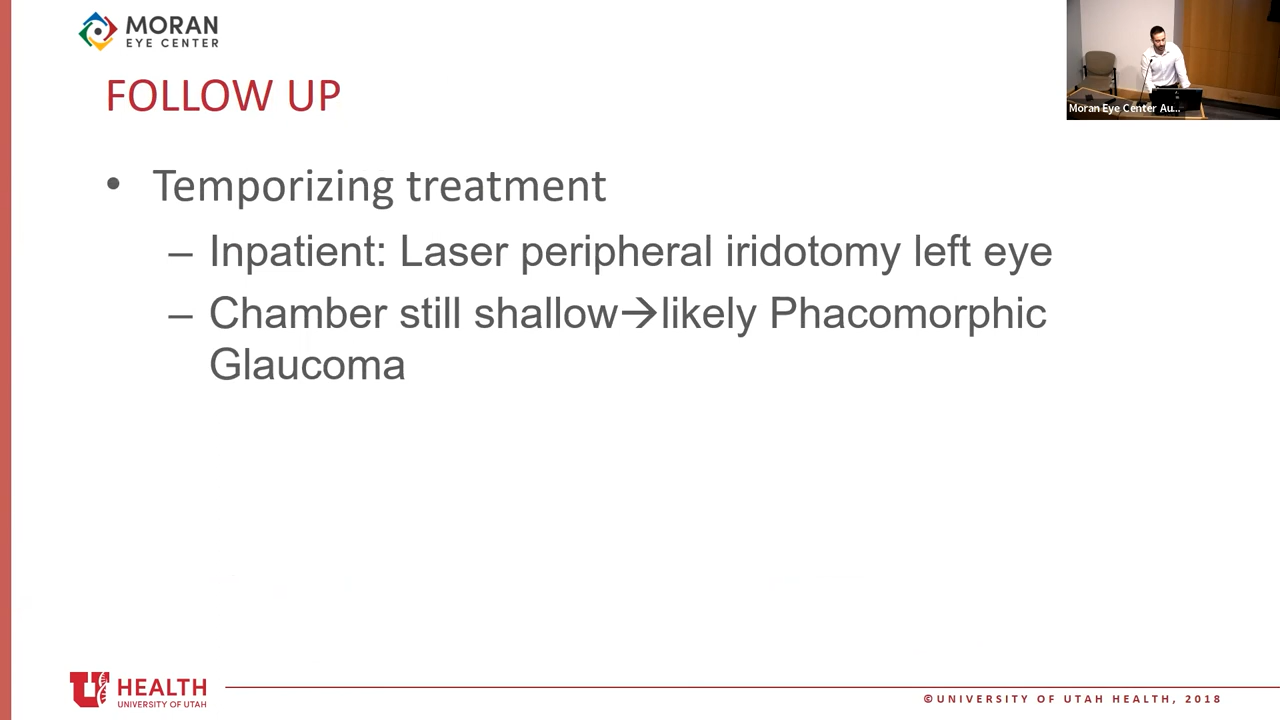 MORAN
EYE CENTER
Moran Eye Center Au...
FOLLOW UP
• Temporizing treatment
– Inpatient: Laser peripheral iridotomy left eye
– Chamber still shallow→likely Phacomorphic
Glaucoma
U HEALTH
UNIVERSITY OF UTAH
©UNIVERSITY OF UTAH HEALTH, 2018